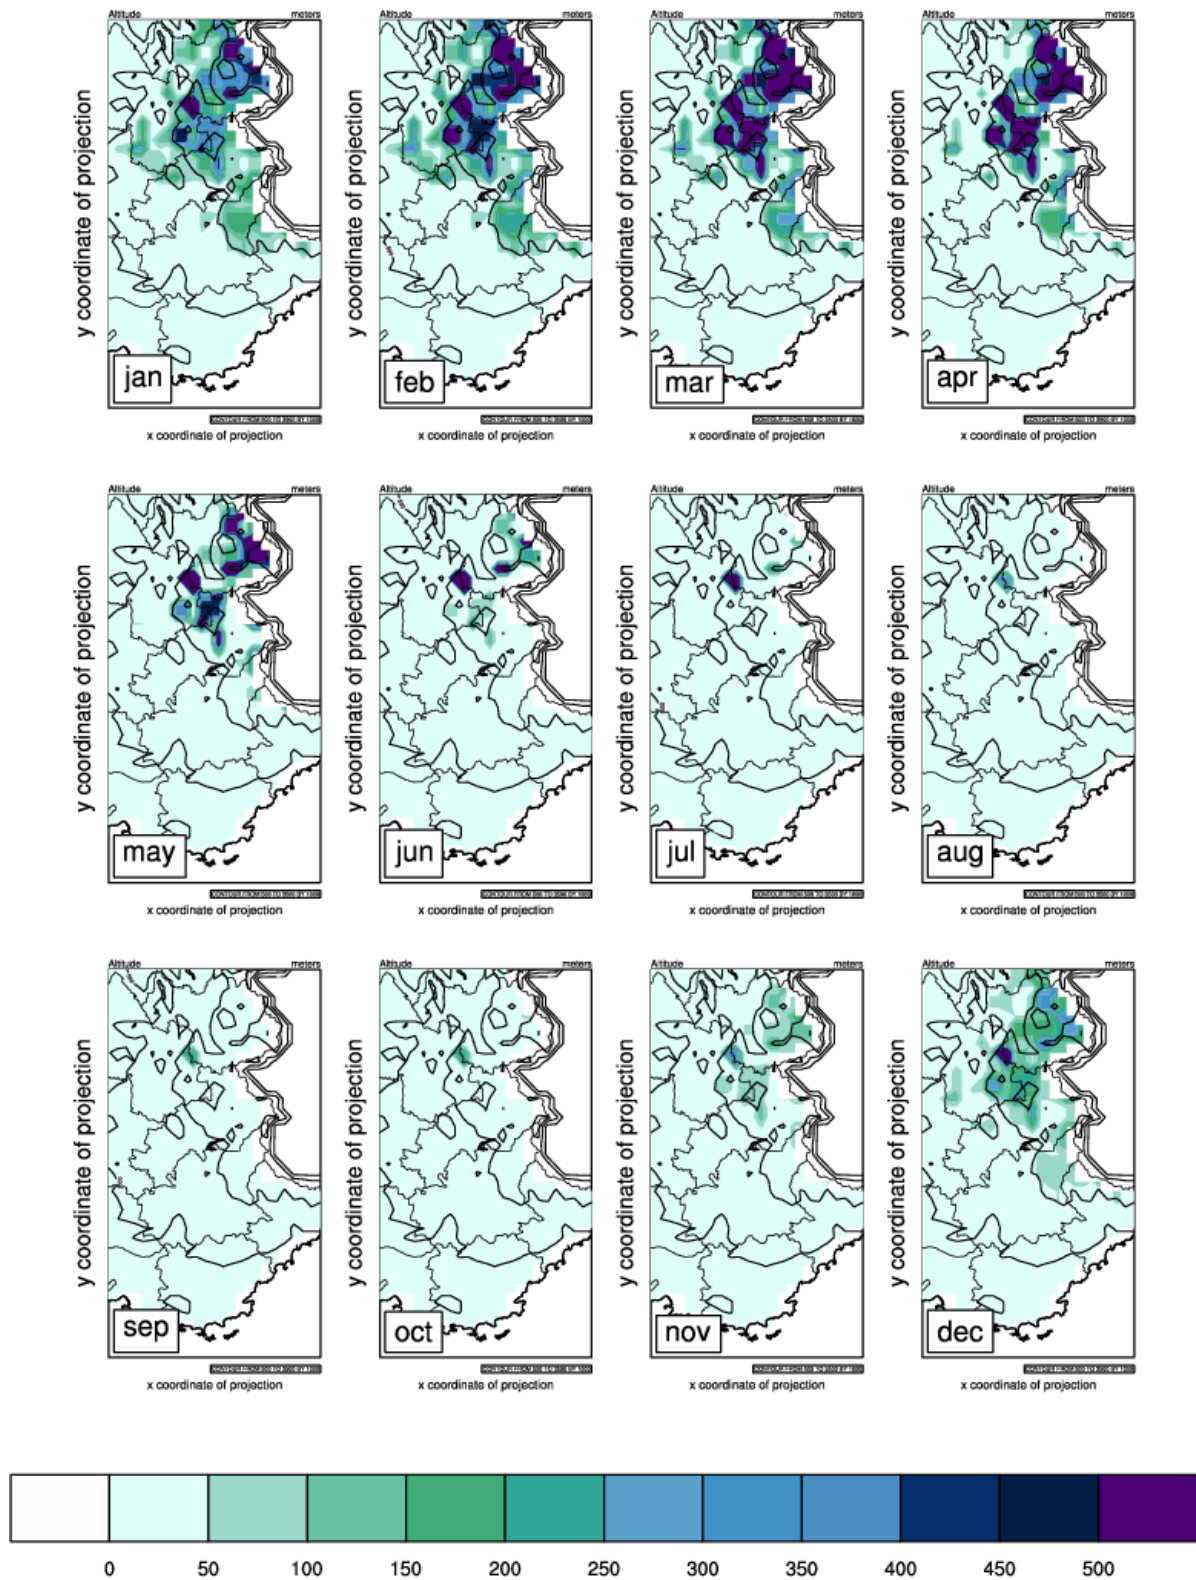 Altitude meters Altitude meters Altitude meters Altitude meters
y coordinate of projection y coordinate of projection y coordinate of projection y coordinate of projection
jan feb mar apr
x coordinate of projection x coordinate of projection x coordinate of projection x coordinate of projection
Altitude meters Altitude meters Altitude meters Altitude meters
y coordinate of projection y coordinate of projection y coordinate of projection y coordinate of projection
may jun jul aug
x coordinate of projection x coordinate of projection x coordinate of projection x coordinate of projection
Altitude meters Altitude meters Altitude meters Altitude meters
y coordinate of projection y coordinate of projection y coordinate of projection y coordinate of projection
sep oct nov dec
x coordinate of projection x coordinate of projection x coordinate of projection x coordinate of projection
0 50 100 150 200 250 300 350 400 450 500